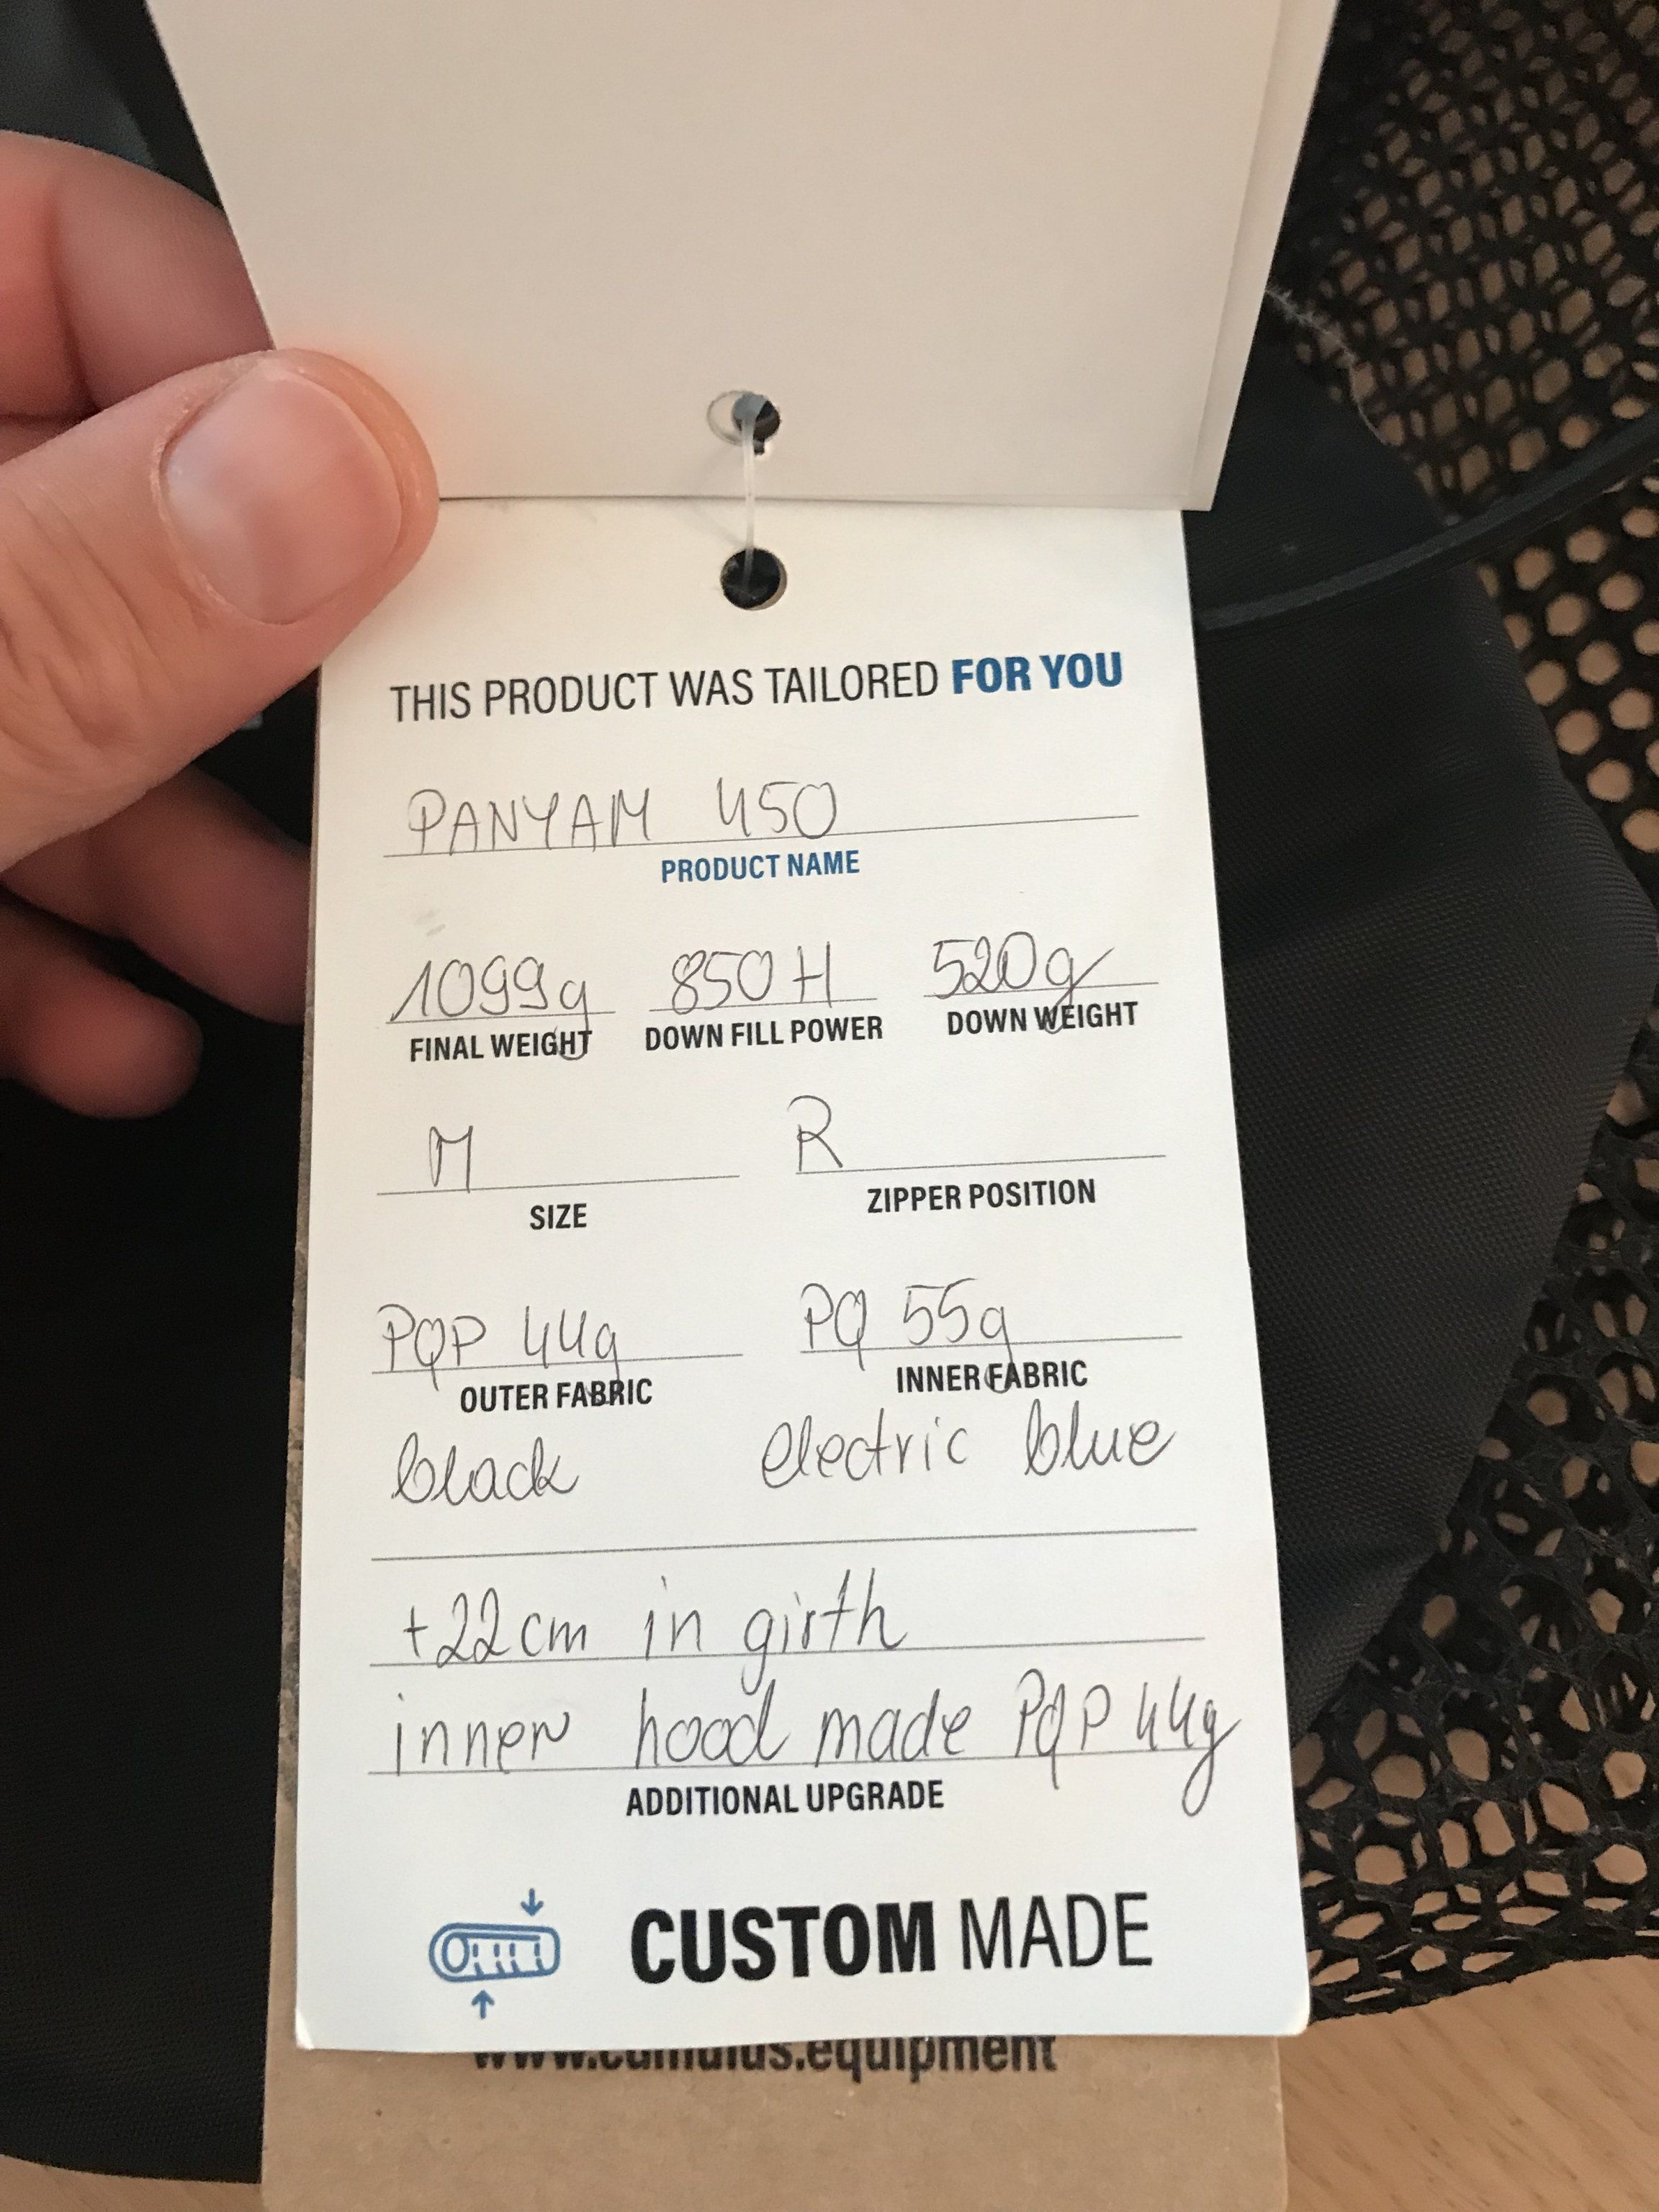 THIS PRODUCT WAS TAILORED FOR YOU
PANYAM 450
PRODUCT NAME
1099g 850 H 520g
FINAL WEIGHT DOWN FILL POWER DOWN WEIGHT
M R
SIZE ZIPPER POSITION
PQP 44g PQ 55g
OUTER FABRIC INNER FABRIC
black electric blue
+22cm in girth
inner hood made PQP 44g
ADDITIONAL UPGRADE
CUSTOM MADE
www.cumulus.equipment